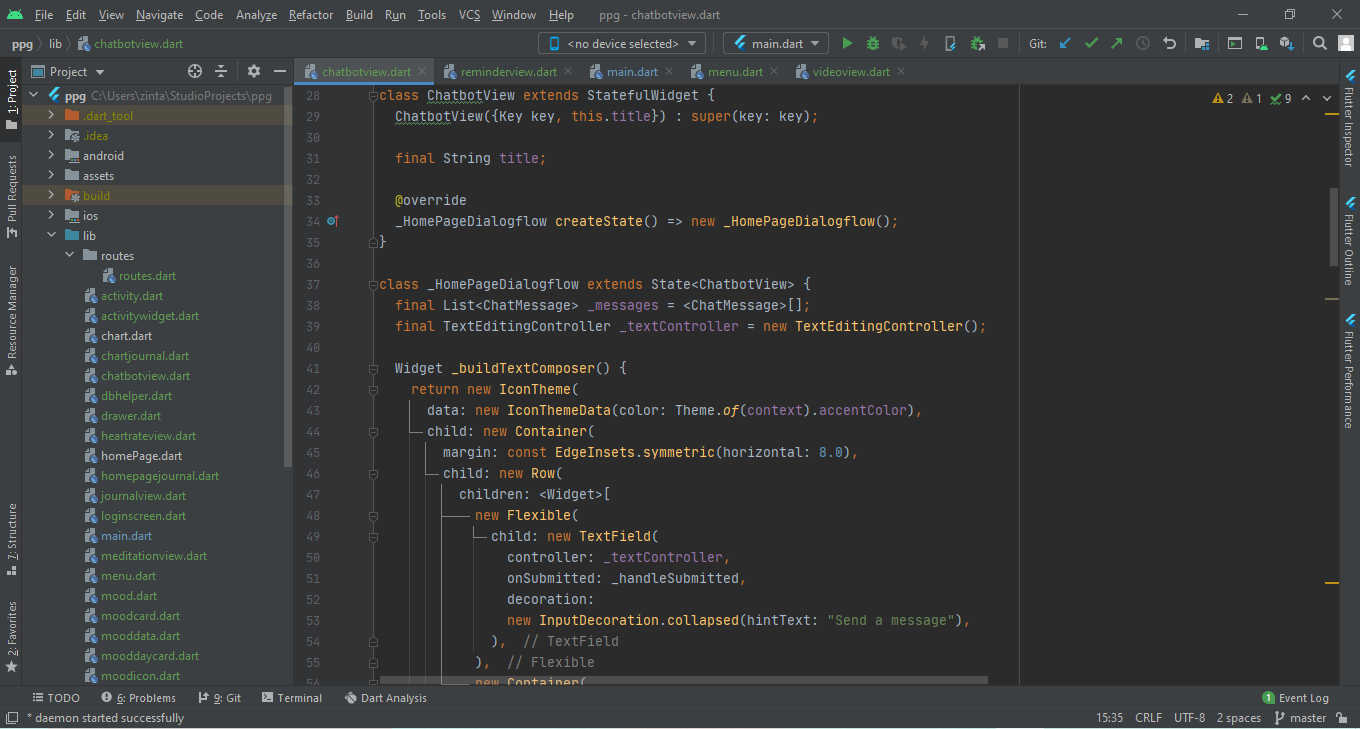 File Edit View Navigate Code Analyze Refactor Build Run Tools VCS Window Help ppg - chatbotview.dart
ppg lib chatbotview.dart <no device selected> main.dart Git:
Project
chatbotview.dart reminderview.dart main.dart menu.dart videoview.dart
1: Project
Pull Requests
Resource Manager
7: Structure
2: Favorites
ppg C:\Users\zinta\StudioProjects\ppg
.dart_tool
.idea
android
assets
build
ios
lib
routes
routes.dart
activity.dart
activitywidget.dart
chart.dart
chartjournal.dart
chatbotview.dart
dbhelper.dart
drawer.dart
heartrateview.dart
homePage.dart
homepagejournal.dart
journalview.dart
loginscreen.dart
main.dart
meditationview.dart
menu.dart
mood.dart
moodcard.dart
mooddata.dart
mooddaycard.dart
moodicon.dart
2 1 9
28 class ChatbotView extends StatefulWidget {
29 ChatbotView({Key key, this.title}) : super(key: key);
30
31 final String title;
32
33 @override
34 _HomePageDialogflow createState() => new _HomePageDialogflow();
35 }
36
37 class _HomePageDialogflow extends State<ChatbotView> {
38 final List<ChatMessage> _messages = <ChatMessage>[];
39 final TextEditingController _textController = new TextEditingController();
40
41 Widget _buildTextComposer() {
42 return new IconTheme(
43 data: new IconThemeData(color: Theme.of(context).accentColor),
44 child: new Container(
45 margin: const EdgeInsets.symmetric(horizontal: 8.0),
46 child: new Row(
47 children: <Widget>[
48 new Flexible(
49 child: new TextField(
50 controller: _textController,
51 onSubmitted: _handleSubmitted,
52 decoration:
53 new InputDecoration.collapsed(hintText: "Send a message"),
54 ), // TextField
55 ), // Flexible
56 new Container(
Flutter Inspector
Flutter Outline
Flutter Performance
TODO 6: Problems 9: Git Terminal Dart Analysis 1 Event Log
* daemon started successfully 15:35 CRLF UTF-8 2 spaces master